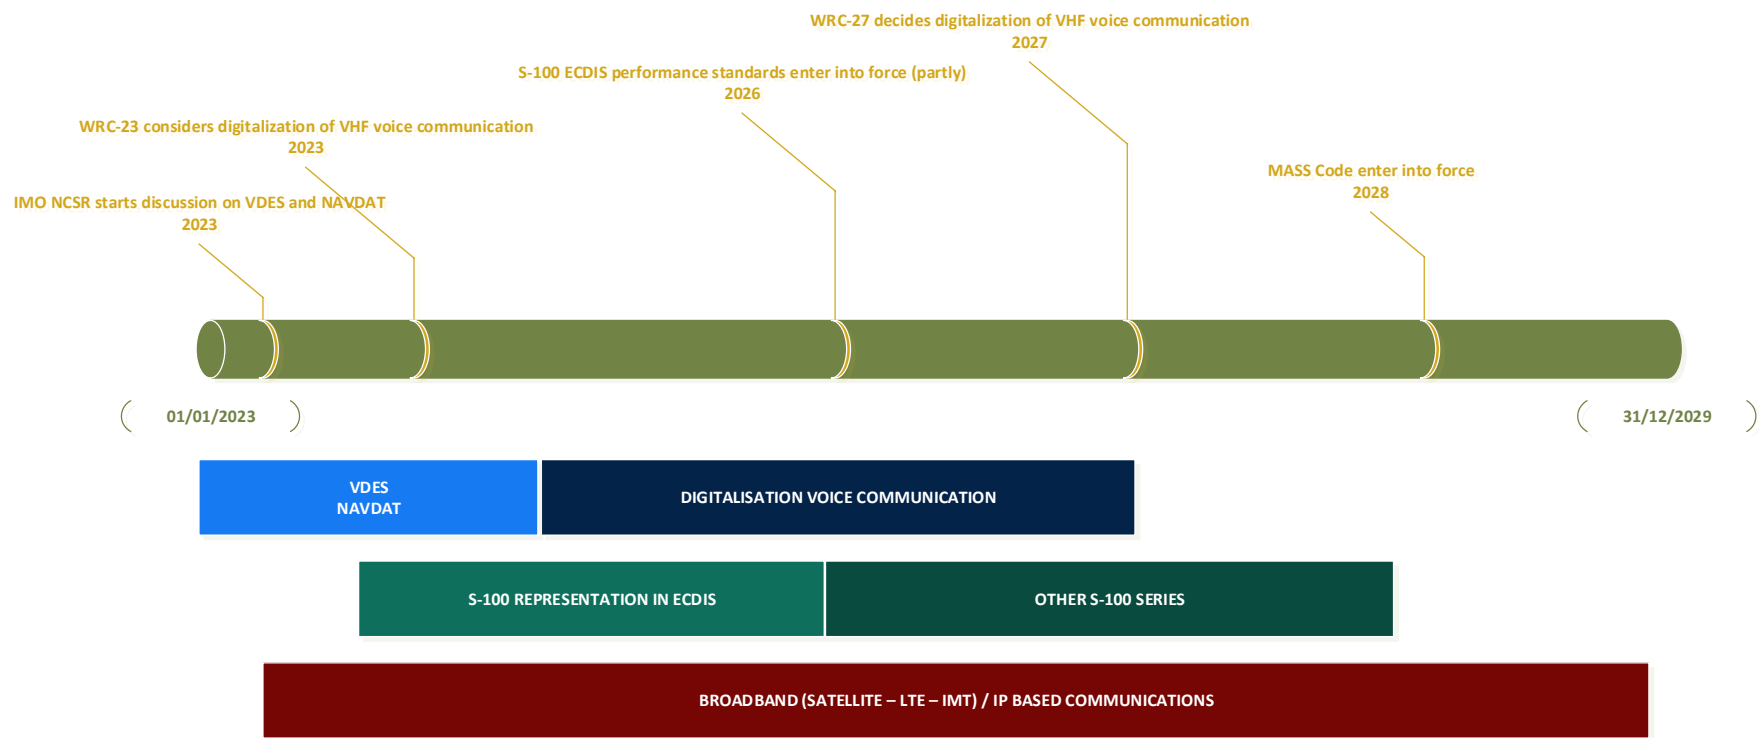 WRC-27 decides digitalization of VHF voice communication
2027
S-100 ECDIS performance standards enter into force (partly)
2026
WRC-23 considers digitalization of VHF voice communication
2023
MASS Code enter into force
2028
IMO NCSR starts discussion on VDES and NAVDAT
2023
01/01/2023
31/12/2029
VDES
NAVDAT
DIGITALISATION VOICE COMMUNICATION
S-100 REPRESENTATION IN ECDIS
OTHER S-100 SERIES
BROADBAND (SATELLITE – LTE – IMT) / IP BASED COMMUNICATIONS